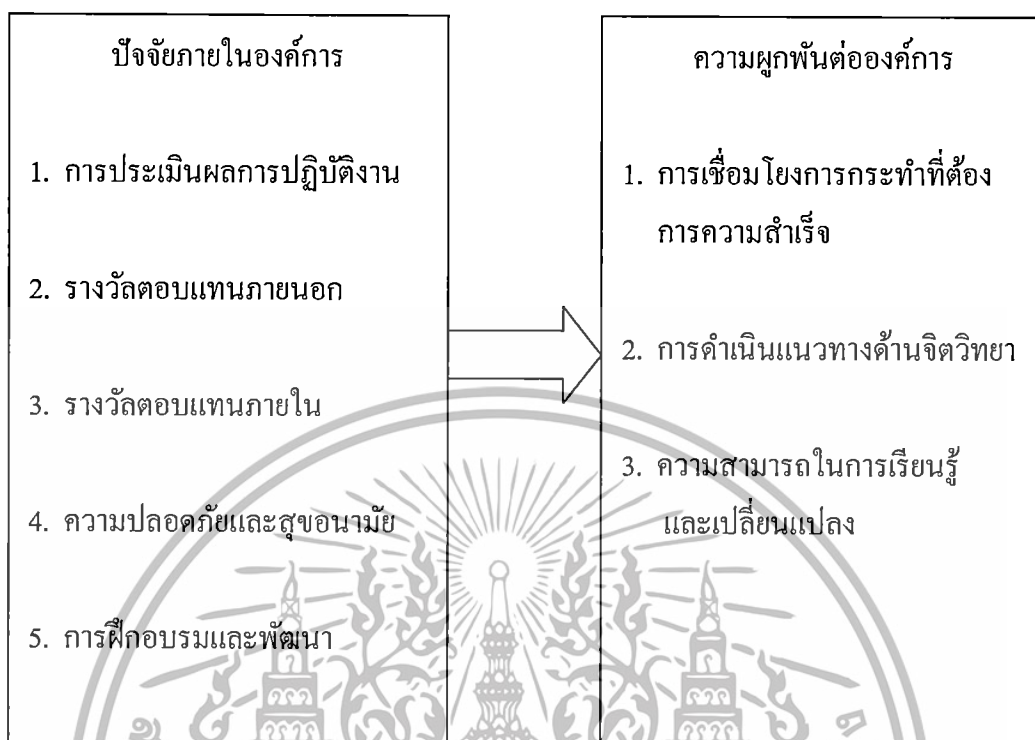 ปัจจัยภายในองค์การ
1. การประเมินผลการปฏิบัติงาน
2. รางวัลตอบแทนภายนอก
3. รางวัลตอบแทนภายใน
4. ความปลอดภัยและสุขอนามัย
5. การฝึกอบรมและพัฒนา
ความผูกพันต่อองค์การ
1. การเชื่อมโยงการกระทำที่ต้อง
การความสำเร็จ
2. การดำเนินแนวทางด้านจิตวิทยา
3. ความสามารถในการเรียนรู้
และเปลี่ยนแปลง